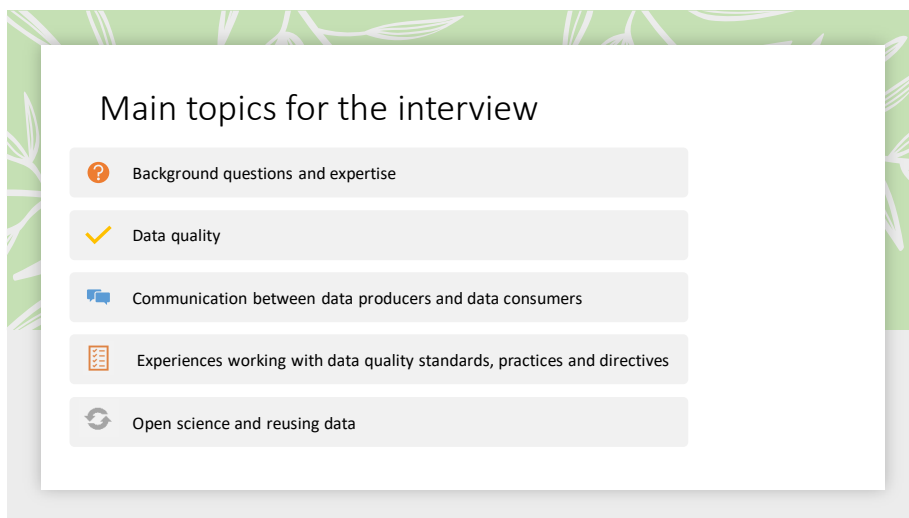 Main topics for the interview
Background questions and expertise
Data quality
Communication between data producers and data consumers
Experiences working with data quality standards, practices and directives
Open science and reusing data